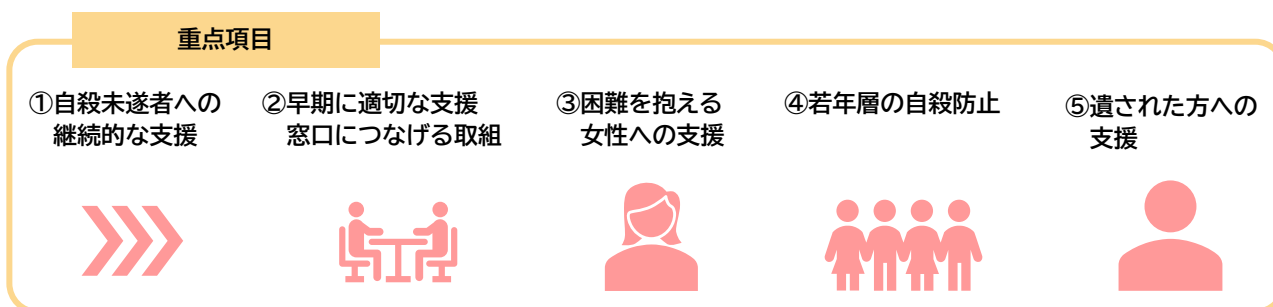 重点項目
①自殺未遂者への
継続的な支援
②早期に適切な支援
窓口につなげる取組
③困難を抱える
女性への支援
④若年層の自殺防止
⑤遺された方への
支援